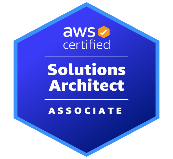 aws
certified
Solutions
Architect
ASSOCIATE